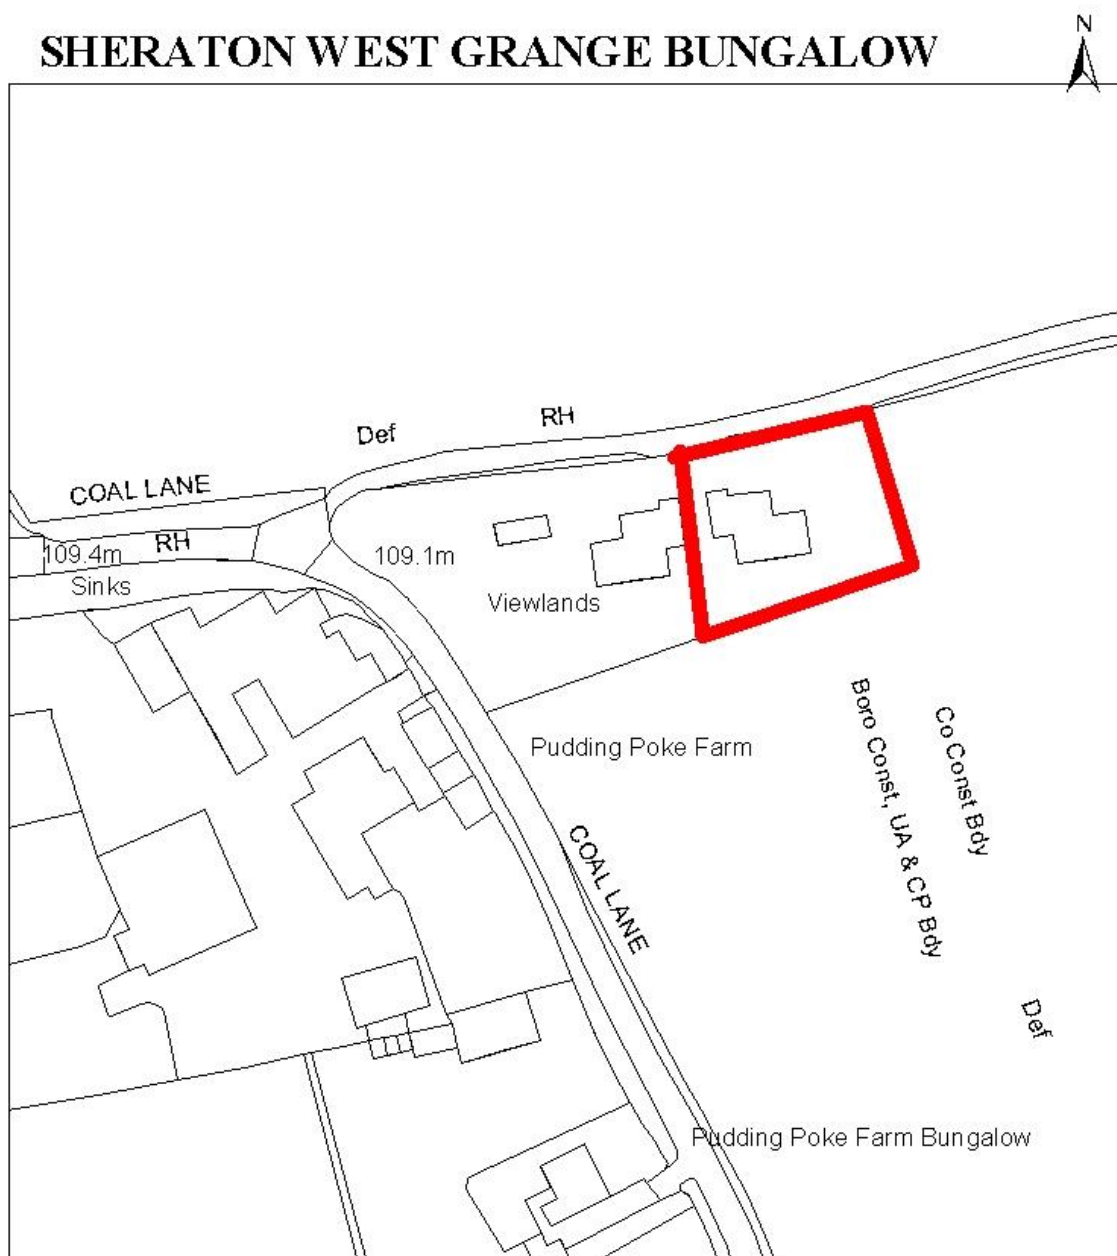 N
SHERATON WEST GRANGE BUNGALOW
RH
Def
COAL LANE
RH
109.4m
109.1m
Sinks
Viewlands
Boro Const, UA & CP Bdy
Co Const Bdy
Pudding Poke Farm
COAL LANE
Def
Pudding Poke Farm Bungalow